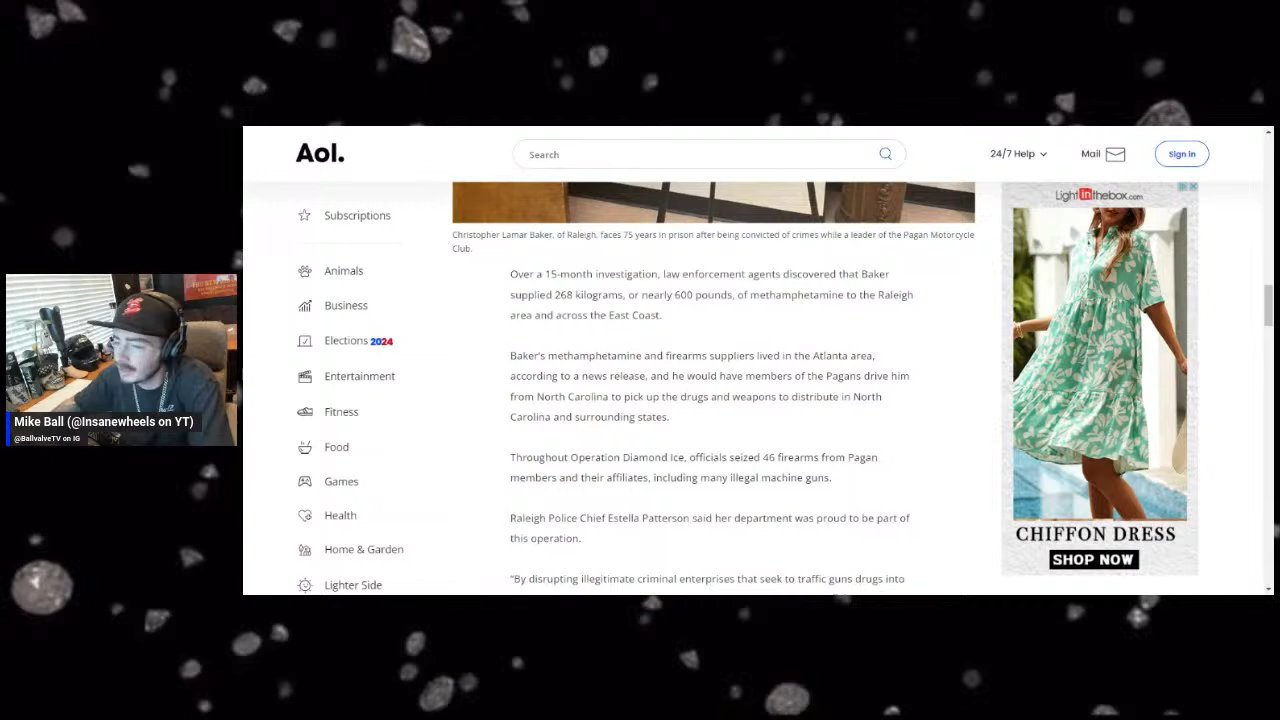 Aol.
Search
24/7 Help
Mail
Sign in
Subscriptions
Animals
Business
Elections 2024
Entertainment
Fitness
Food
Games
Health
Home & Garden
Lighter Side
Christopher Lamar Baker, of Raleigh, faces 75 years in prison after being convicted of crimes while a leader of the Pagan Motorcycle
Club.
Over a 15-month investigation, law enforcement agents discovered that Baker
supplied 268 kilograms, or nearly 600 pounds, of methamphetamine to the Raleigh
area and across the East Coast.
Baker's methamphetamine and firearms suppliers lived in the Atlanta area,
according to a news release, and he would have members of the Pagans drive him
from North Carolina to pick up the drugs and weapons to distribute in North
Carolina and surrounding states.
Throughout Operation Diamond Ice, officials seized 46 firearms from Pagan
members and their affiliates, including many illegal machine guns.
Raleigh Police Chief Estella Patterson said her department was proud to be part of
this operation.
“By disrupting illegitimate criminal enterprises that seek to traffic guns drugs into
Lightinthebox.com
CHIFFON DRESS
SHOP NOW
Mike Ball (@Insanewheels on YT)
@BallvalveTV on IG